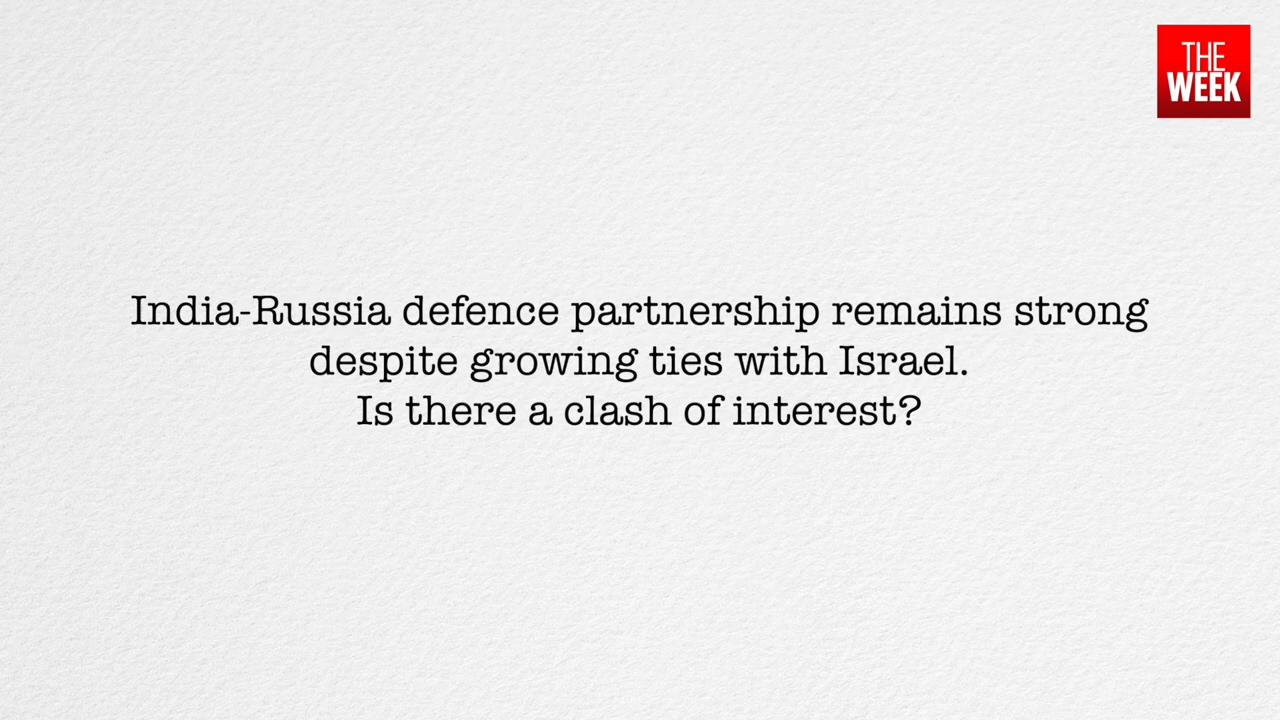 THE
WEEK
India-Russia defence partnership remains strong
despite growing ties with Israel.
Is there a clash of interest?